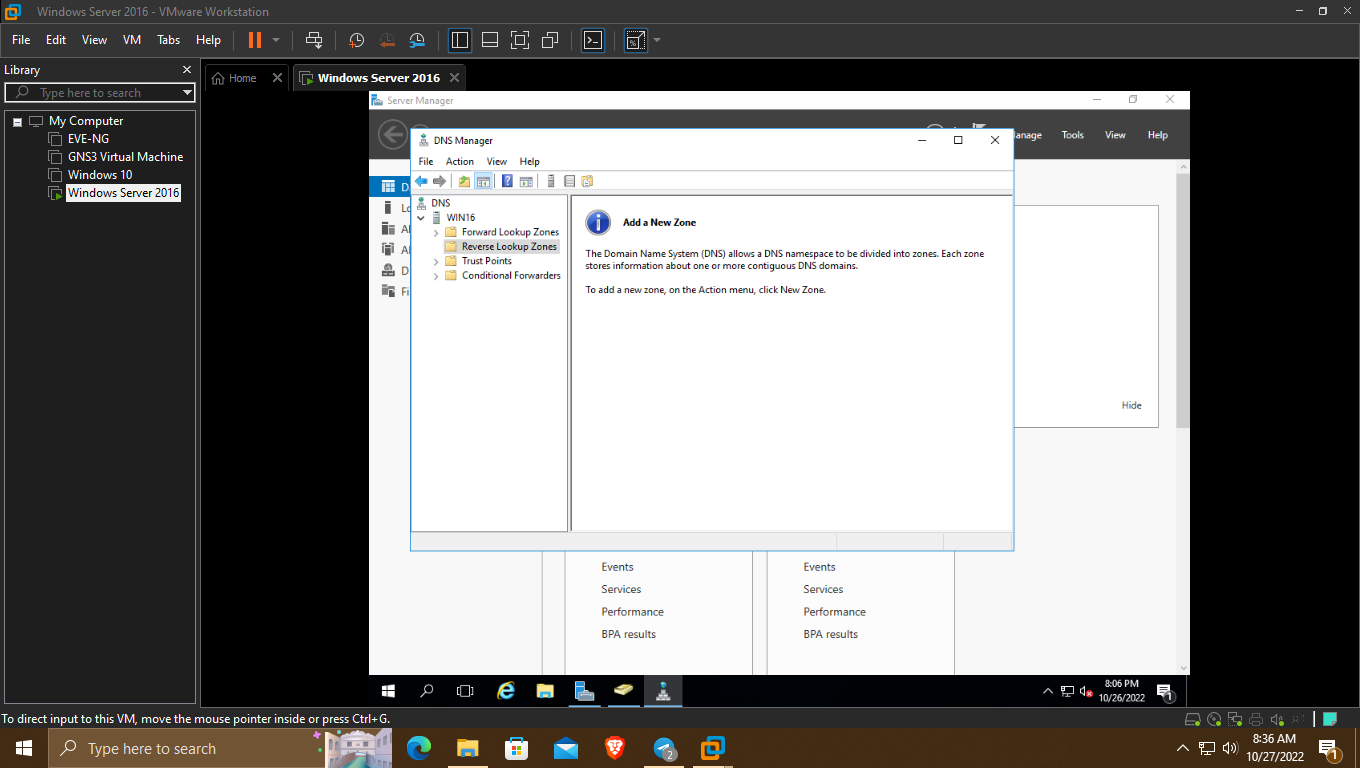 Windows Server 2016 - VMware Workstation
File Edit View VM Tabs Help
Library
Type here to search
My Computer
EVE-NG
GNS3 Virtual Machine
Windows 10
Windows Server 2016
Home
Windows Server 2016
Server Manager
anage Tools View Help
DNS Manager
File Action View Help
DNS
WIN16
Forward Lookup Zones
Reverse Lookup Zones
Trust Points
Conditional Forwarders
Add a New Zone
The Domain Name System (DNS) allows a DNS namespace to be divided into zones. Each zone
stores information about one or more contiguous DNS domains.
To add a new zone, on the Action menu, click New Zone.
Hide
Events
Services
Performance
BPA results
Events
Services
Performance
BPA results
8:06 PM
10/26/2022
1
To direct input to this VM, move the mouse pointer inside or press Ctrl+G.
Type here to search
2
8:36 AM
10/27/2022
1